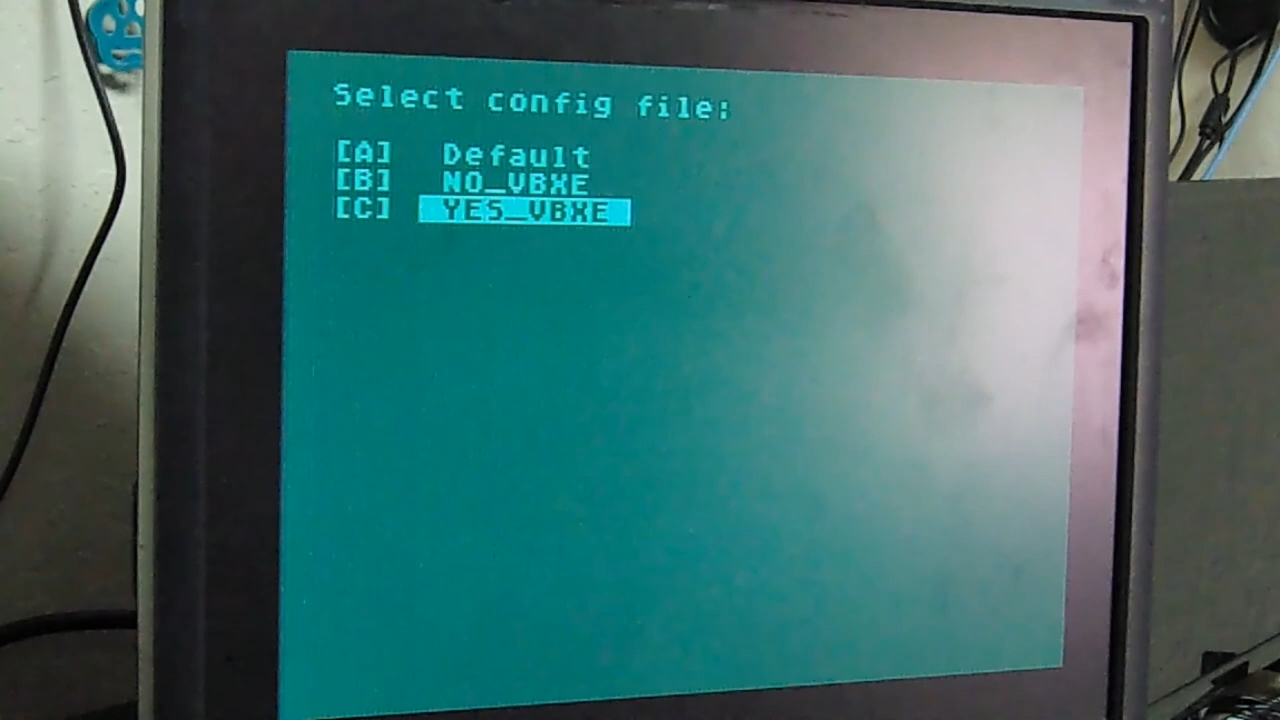 Select config file:
[A] Default
[B] NO_VBXE
[C] YES_VBXE